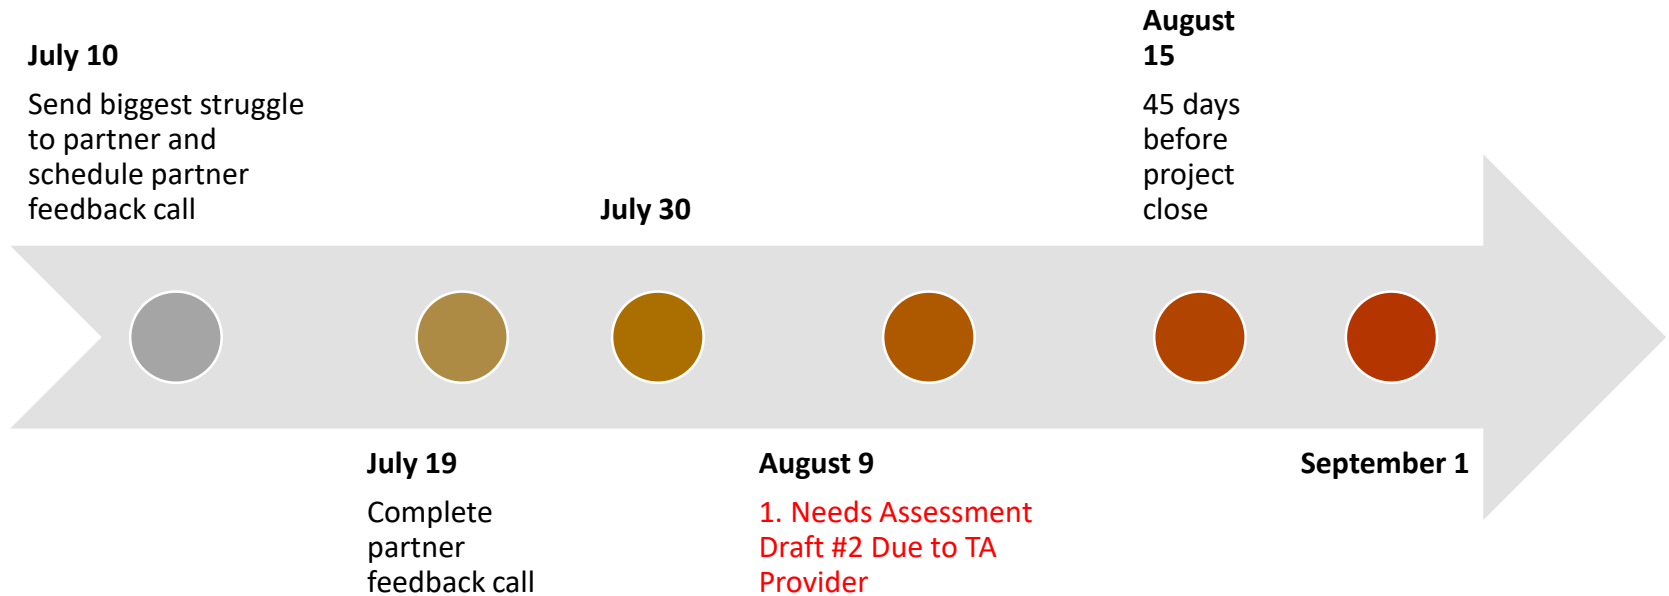 July 10
Send biggest struggle
to partner and
schedule partner
feedback call
July 19
Complete
partner
feedback call
July 30
August 9
1. Needs Assessment
Draft #2 Due to TA
Provider
August
15
45 days
before
project
close
September 1